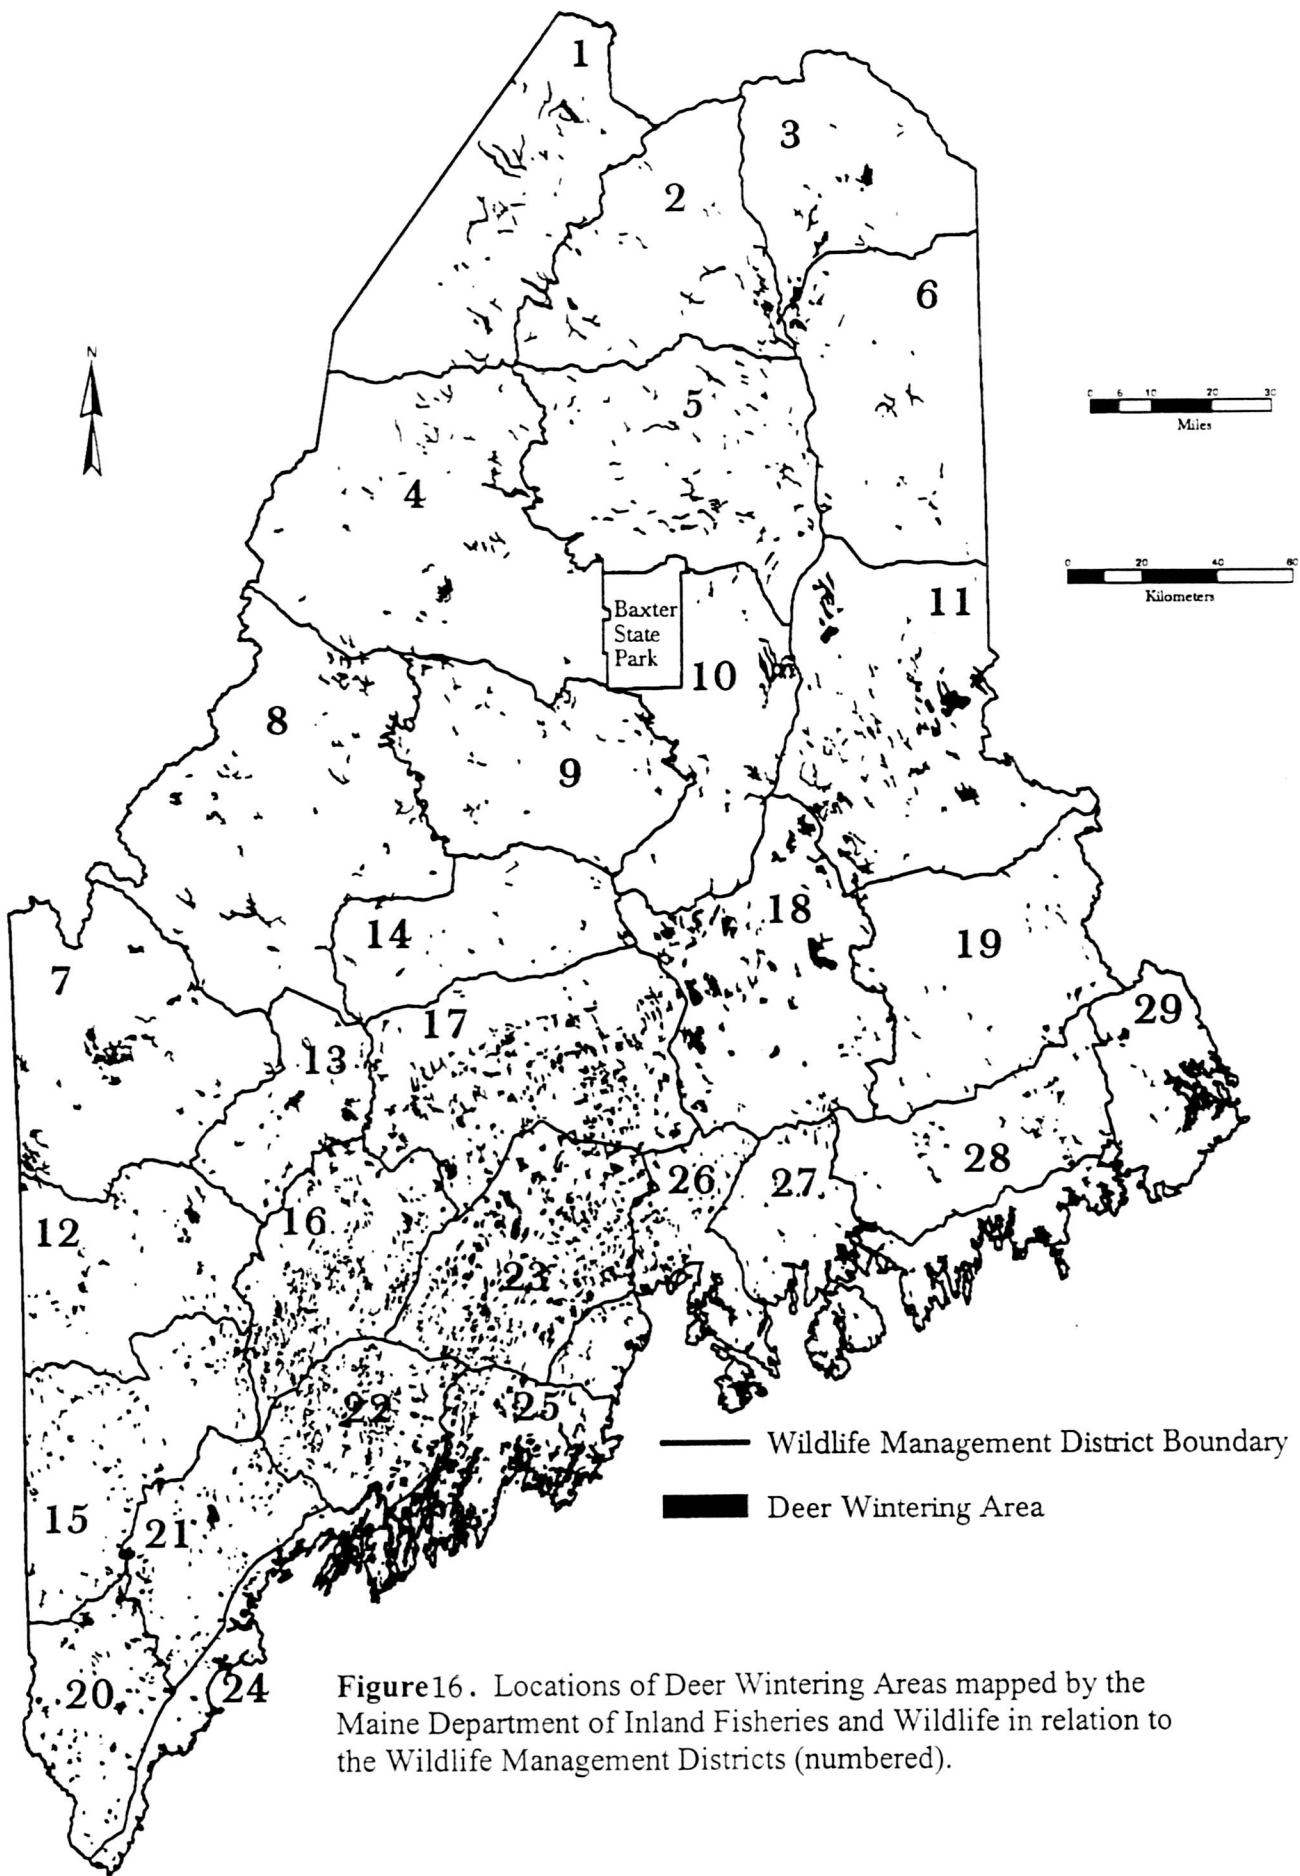 1
3
2
6
N
5
0 6 10 20 30
Miles
4
0 20 40 60
Kilometers
Baxter
State
Park
11
10
8
9
18
14
19
7
29
17
13
28
26
27
16
12
23
22
25
Wildlife Management District Boundary
Deer Wintering Area
15
21
20
24
Figure16. Locations of Deer Wintering Areas mapped by the
Maine Department of Inland Fisheries and Wildlife in relation to
the Wildlife Management Districts (numbered).